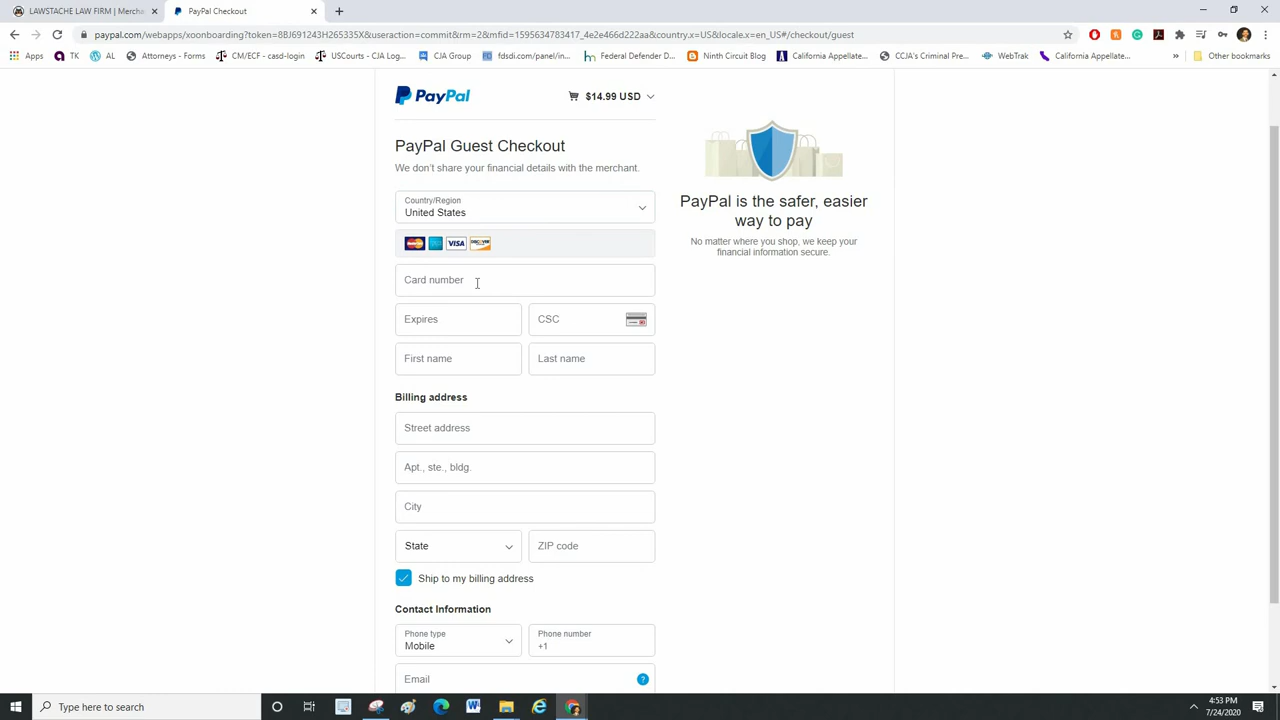 LAWSTACHE LAW FIRM | Mercha
PayPal Checkout
paypal.com/webapps/xoonboarding?token=8BJ691243H265335X&useraction=commit&rm=2&mfid=1595634783417_4e2e466d222aa&country.x=US&locale.x=en_US#/checkout/guest
Apps TK AL Attorneys - Forms CM/ECF - casd-login USCourts - CJA Log... CJA Group fdsdi.com/panel/in... Federal Defender D... Ninth Circuit Blog California Appellate... CCJA's Criminal Pre... WebTrak California Appellate... » Other bookmarks
PayPal
$14.99 USD
PayPal Guest Checkout
We don't share your financial details with the merchant.
Country/Region
United States
MasterCard VISA DISCOVER
Card number
Expires
CSC
First name
Last name
Billing address
Street address
Apt., ste., bldg.
City
State
ZIP code
Ship to my billing address
Contact Information
Phone type
Mobile
Phone number
+1
Email
?
PayPal is the safer, easier
way to pay
No matter where you shop, we keep your
financial information secure.
Type here to search
4:53 PM
7/24/2020